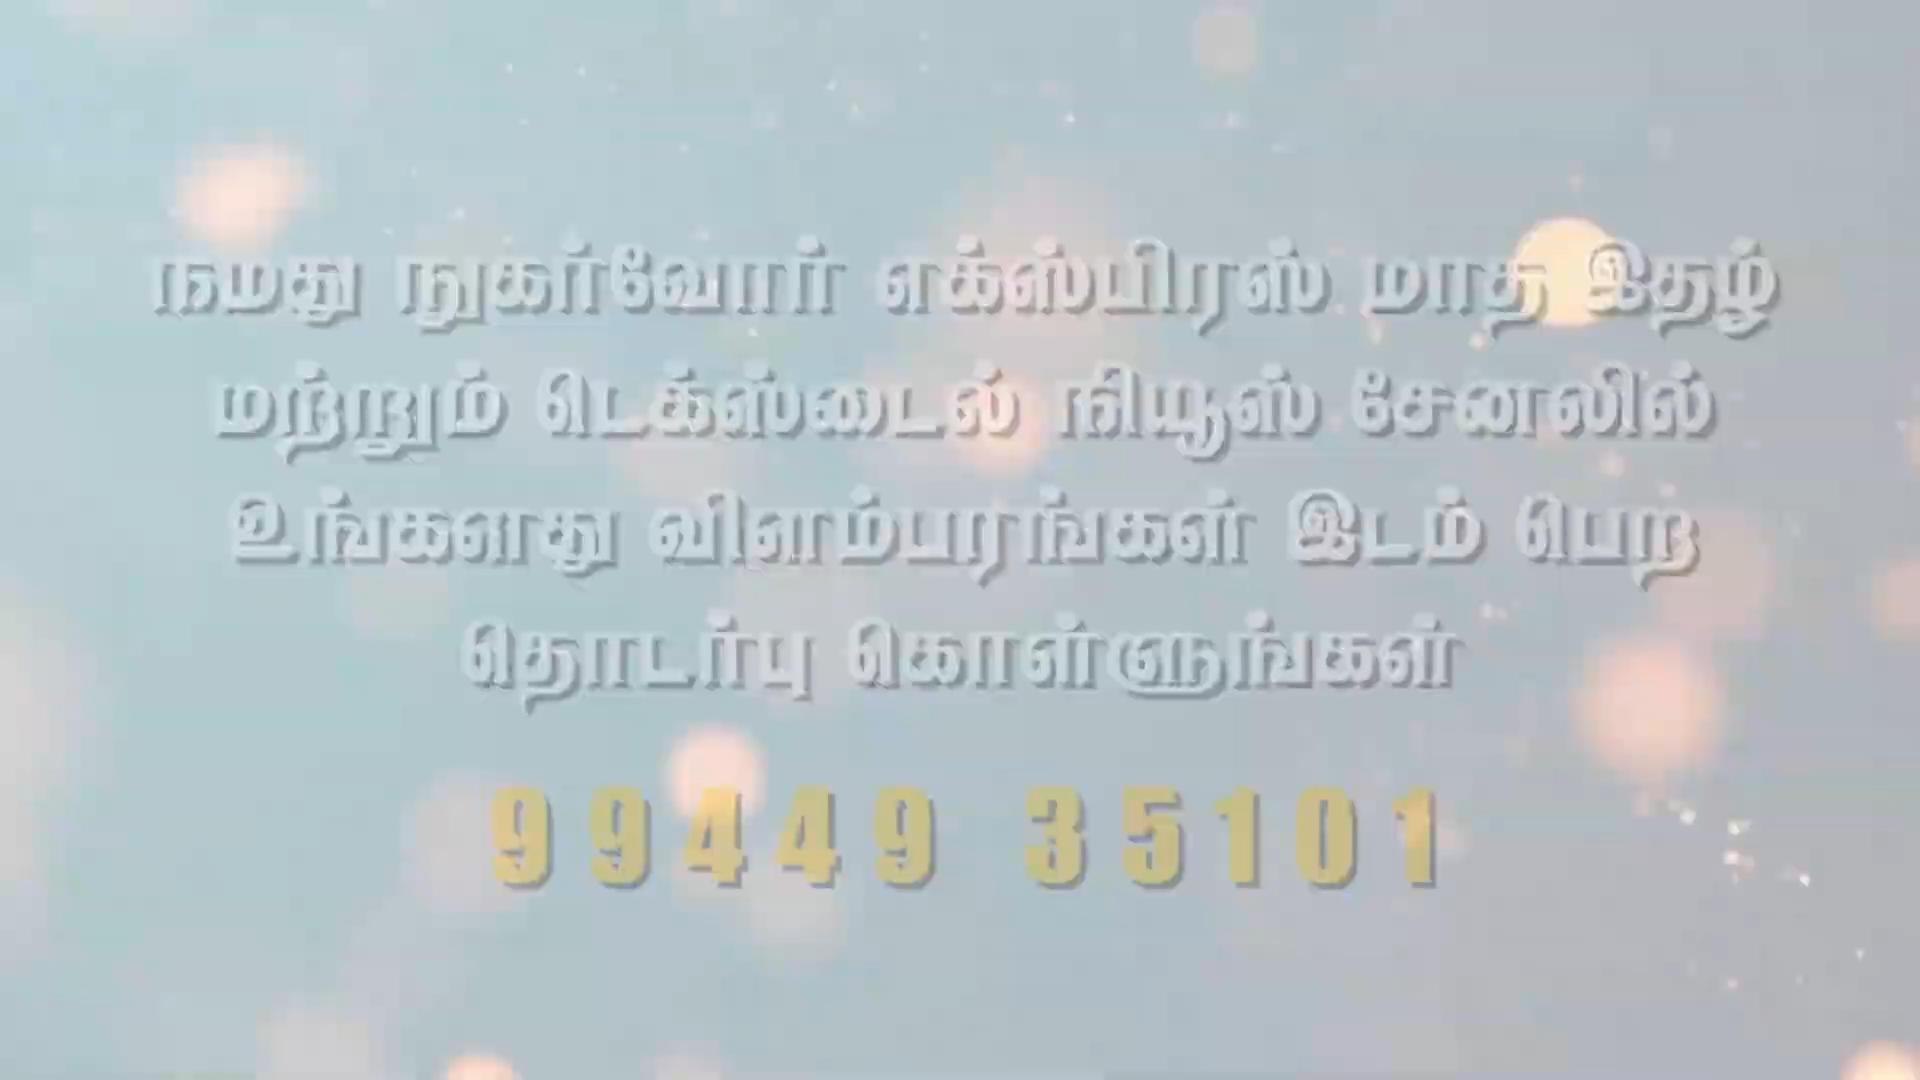 நமது நுகர்வோர் எக்ஸ்பிரஸ் மாத இதழ்
மற்றும் டெக்ஸ்டைல் நியூஸ் சேனலில்
உங்களது விளம்பரங்கள் இடம் பெற
தொடர்பு கொள்ளுங்கள்
99449 35101